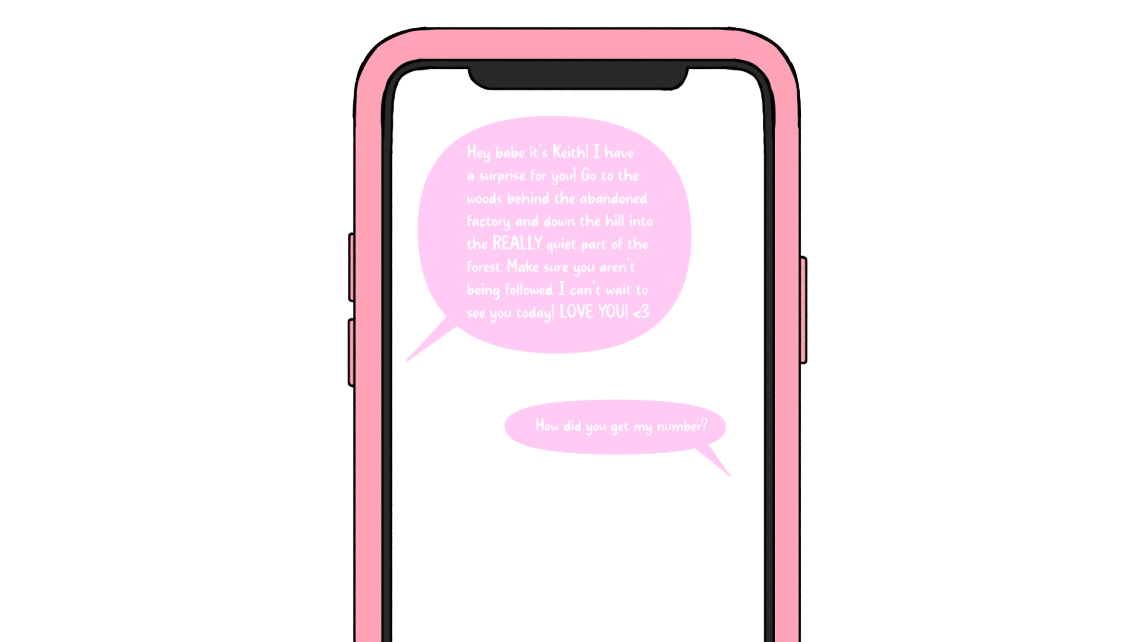 Hey babe it's Keith! I have
a surprise for you! Go to the
woods behind the abandoned
factory and down the hill into
the REALLY quiet part of the
forest. Make sure you aren't
being followed. I can't wait to
see you today! LOVE YOU! <3
How did you get my number?